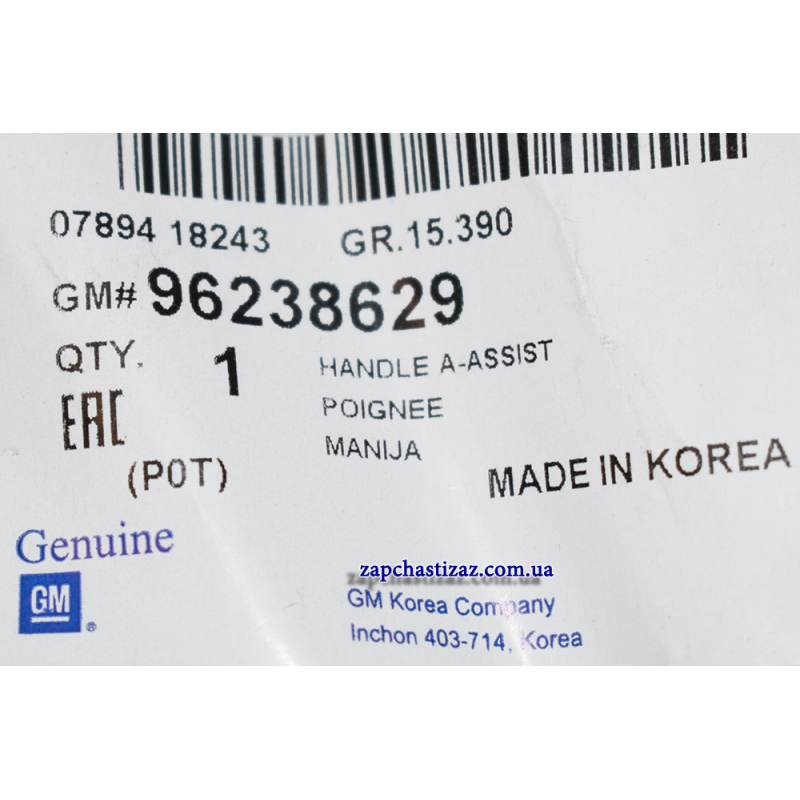 07894 18243 GR.15.390
GM# 96238629
QTY. 1 HANDLE A-ASSIST
POIGNEE
MANIJA
EAC
(P0T)
MADE IN KOREA
Genuine
GM ®
zapchastizaz.com.ua
GM Korea Company
Inchon 403-714, Korea